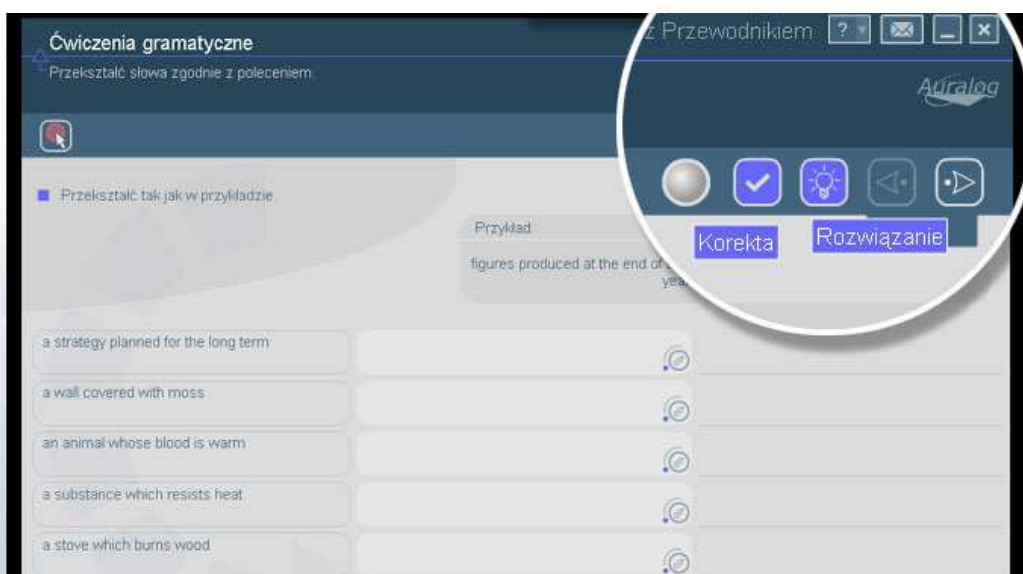 Ćwiczenia gramatyczne
z Przewodnikiem ?
Przekształć słowa zgodnie z poleceniem.
Auralog
Przekształć tak jak w przykładzie.
Korekta Rozwiązanie
Przykład
figures produced at the end of
year
a strategy planned for the long term
a wall covered with moss
an animal whose blood is warm
a substance which resists heat
a stove which burns wood